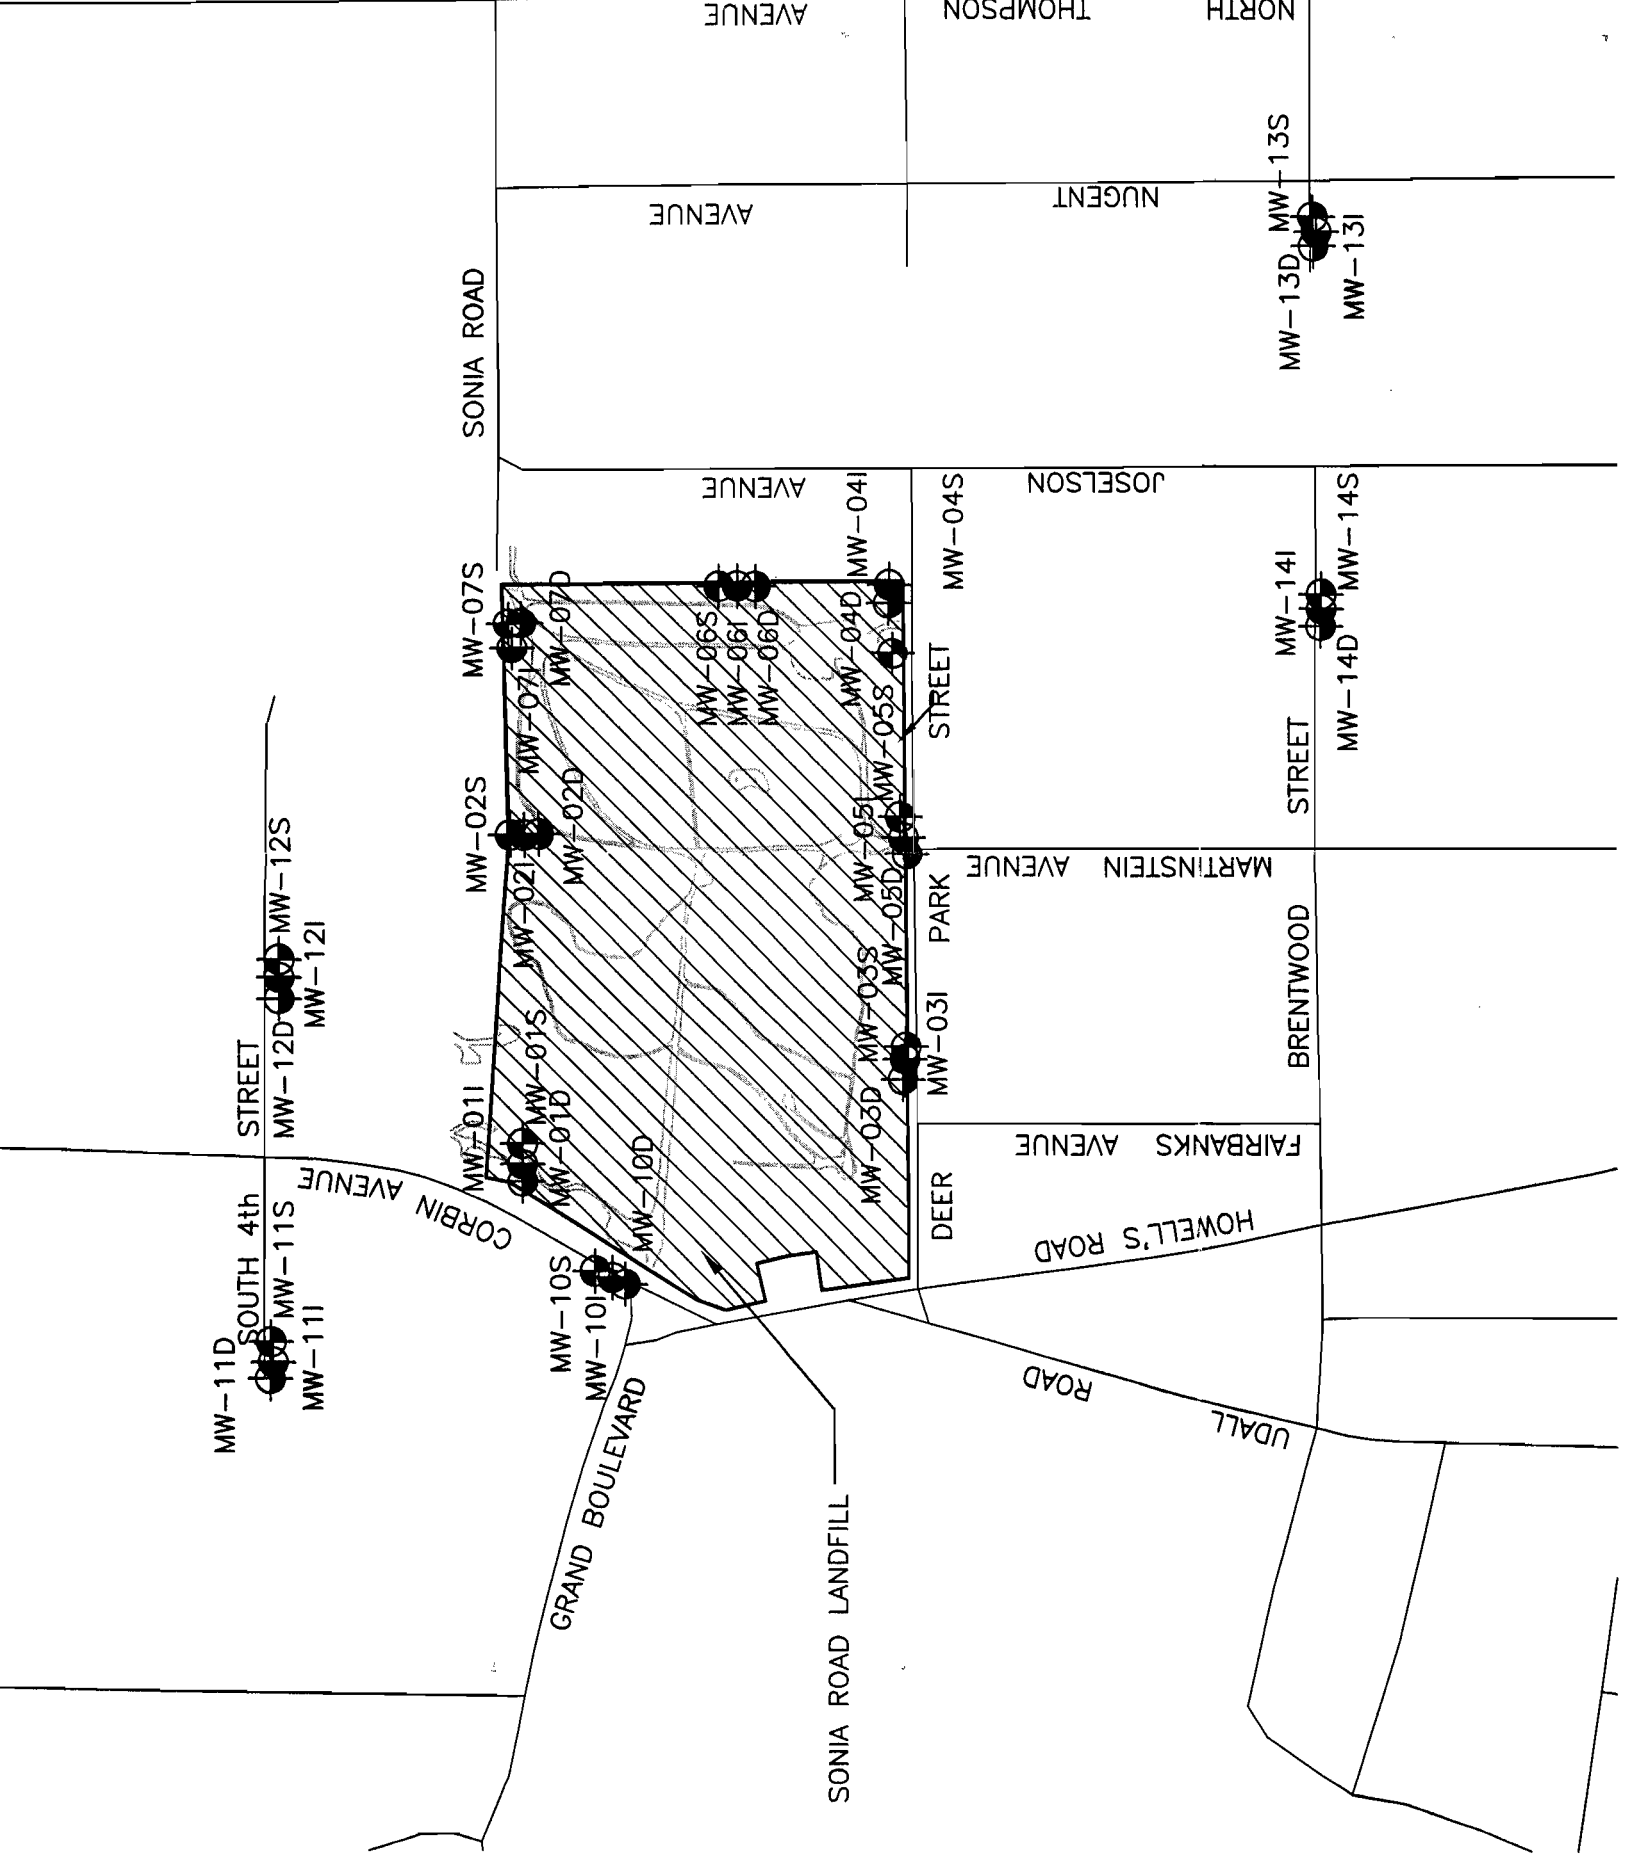 AVENUE
THOMPSON
NORTH
AVENUE
NUGENT
MW-13S
MW-13D
MW-13I
SONIA ROAD
AVENUE
JOSELSON
MW-04I
MW-04S
MW-04D
MW-14I
MW-14S
MW-14D
MW-07S
MW-07D
MW-07I
MW-06S
MW-06I
MW-06D
MW-05S
MW-05I
MW-05D
STREET
STREET
MW-02S
MW-02D
MW-02I
MARTINSTEIN AVENUE
PARK
BRENTWOOD
MW-12S
MW-12I
MW-12D
STREET
MW-03S
MW-03I
MW-03D
MW-01I
MW-01S
MW-01D
MW-10D
FAIRBANKS AVENUE
DEER
HOWELL'S ROAD
CORBIN AVENUE
SOUTH 4th
MW-11S
MW-11D
MW-11I
MW-10S
MW-10I
GRAND BOULEVARD
UDALL
ROAD
SONIA ROAD LANDFILL